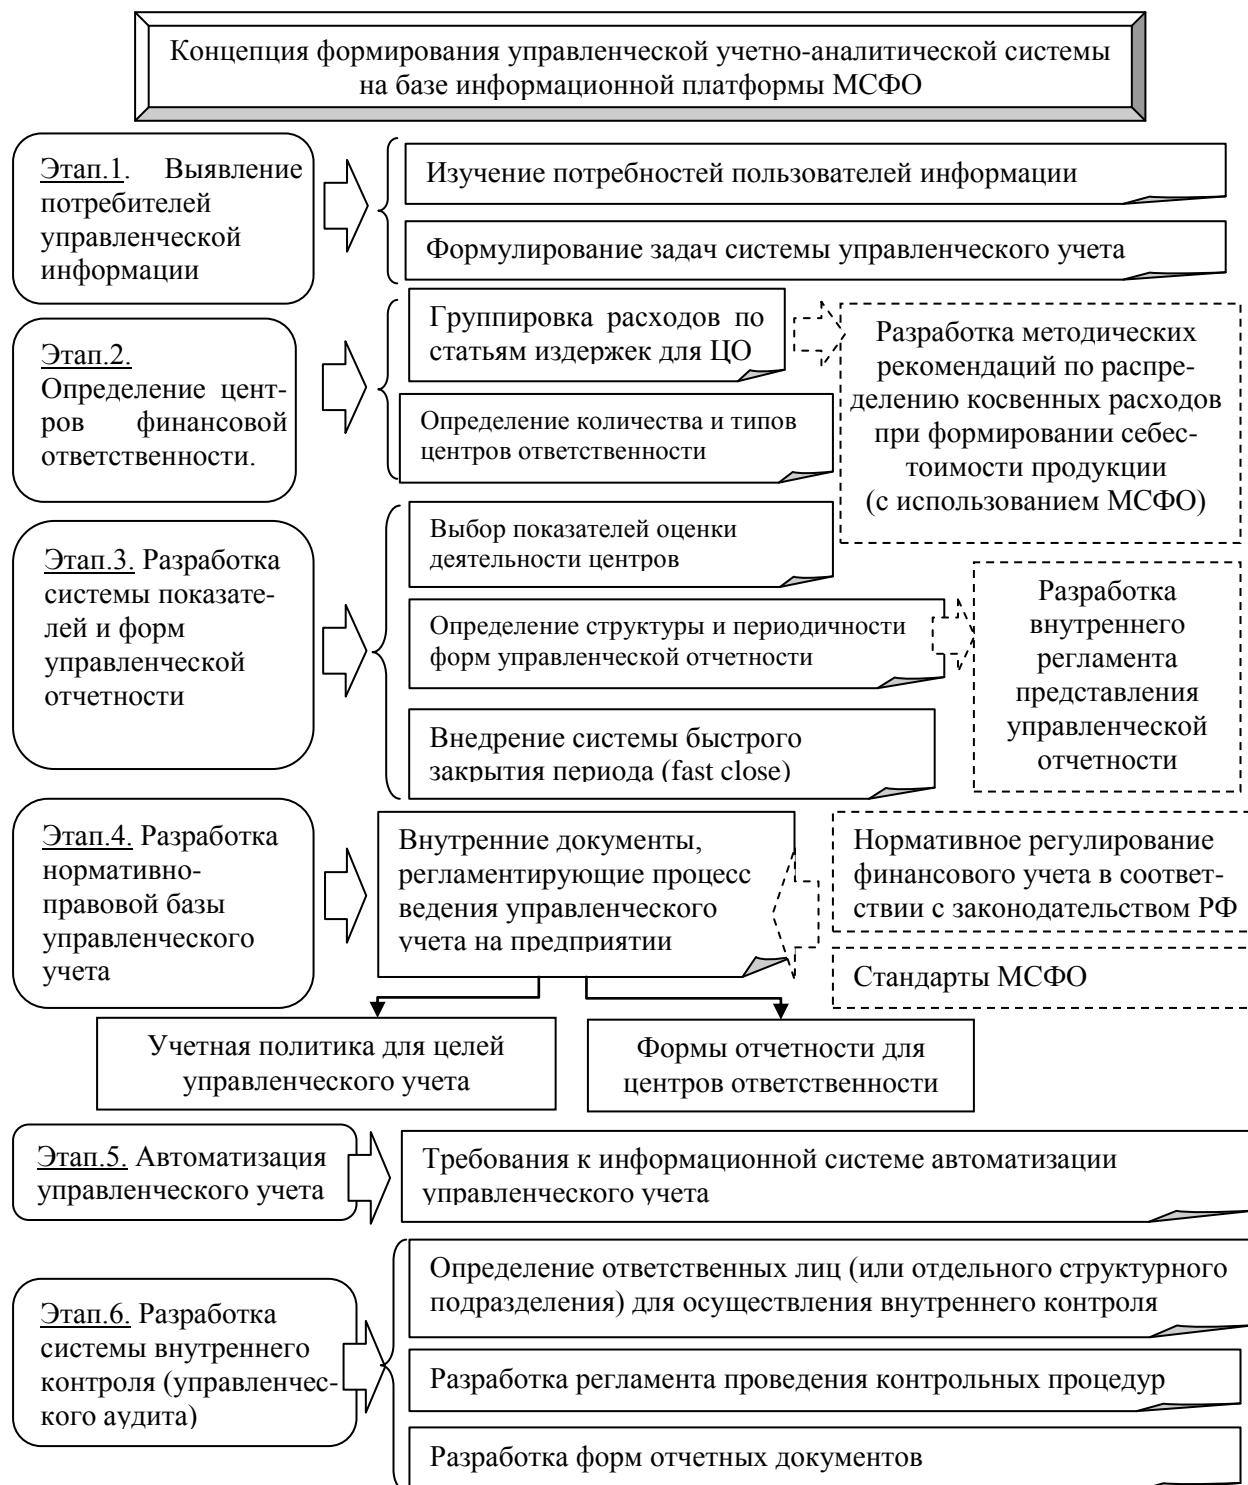 Концепция формирования управленческой учетно-аналитической системы
на базе информационной платформы МСФО
Этап.1. Выявление
потребителей
управленческой
информации
Изучение потребностей пользователей информации
Формулирование задач системы управленческого учета
Этап.2.
Определение цент-
ров финансовой
ответственности.
Группировка расходов по
статьям издержек для ЦО
Определение количества и типов
центров ответственности
Разработка методических
рекомендаций по распре-
делению косвенных расходов
при формировании себес-
тоимости продукции
(с использованием МСФО)
Этап.3. Разработка
системы показате-
лей и форм
управленческой
отчетности
Выбор показателей оценки
деятельности центров
Определение структуры и периодичности
форм управленческой отчетности
Внедрение системы быстрого
закрытия периода (fast close)
Разработка
внутреннего
регламента
представления
управленческой
отчетности
Этап.4. Разработка
нормативно-
правовой базы
управленческого
учета
Внутренние документы,
регламентирующие процесс
ведения управленческого
учета на предприятии
Нормативное регулирование
финансового учета в соответ-
ствии с законодательством РФ
Стандарты МСФО
Учетная политика для целей
управленческого учета
Формы отчетности для
центров ответственности
Этап.5. Автоматизация
управленческого учета
Требования к информационной системе автоматизации
управленческого учета
Этап.6. Разработка
системы внутреннего
контроля (управленчес-
кого аудита)
Определение ответственных лиц (или отдельного структурного
подразделения) для осуществления внутреннего контроля
Разработка регламента проведения контрольных процедур
Разработка форм отчетных документов